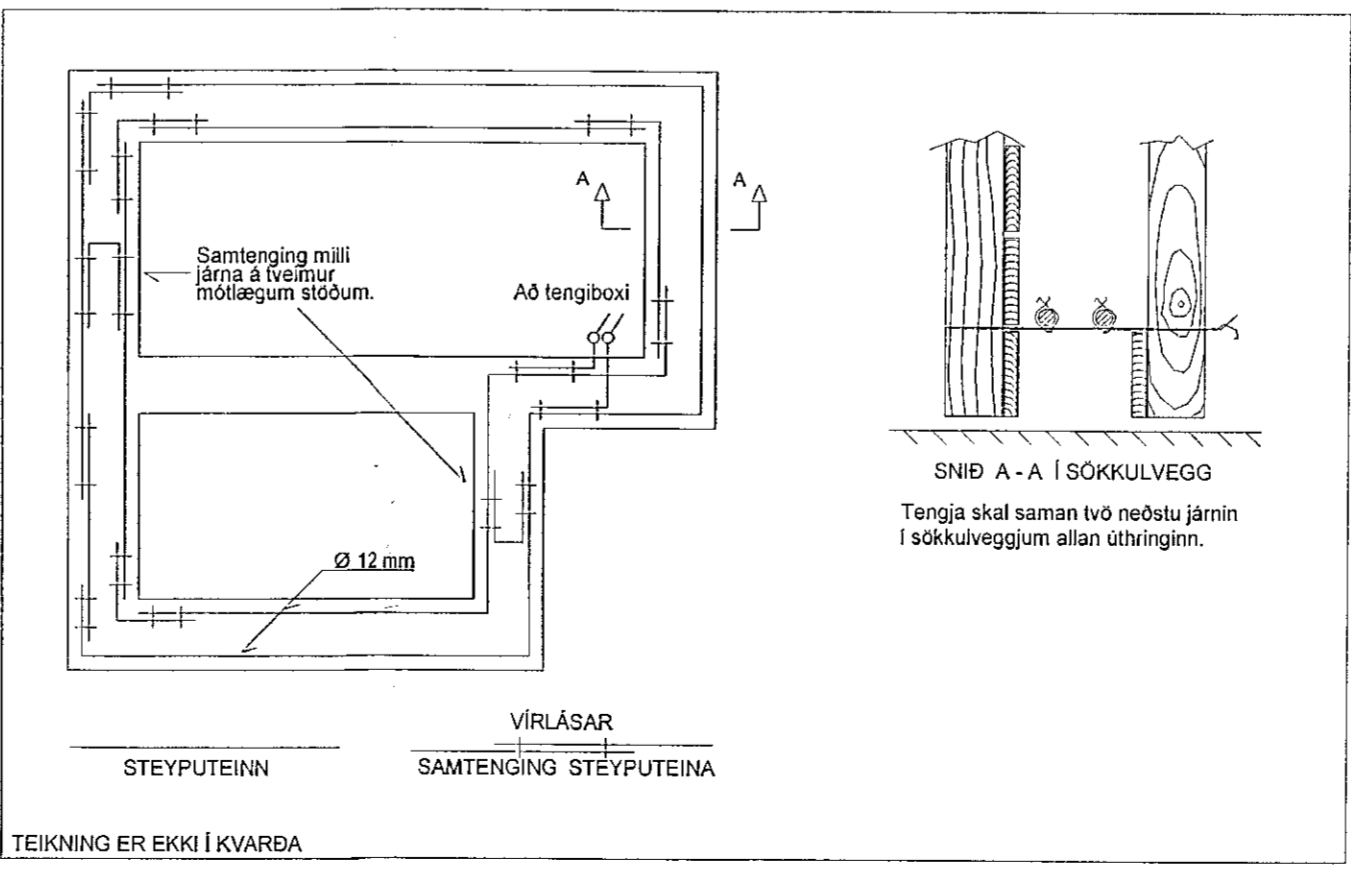 A
A
Samtenging milli
járna á tveimur
mótlægum stöðum.
Að tengiboxi
Ø 12 mm
SNIÐ A - A Í SÖKKULVEGG
Tengja skal saman tvö neðstu járnin
í sökkulveggjum allan úthringinn.
VÍRLÁSAR
STEYPUTEINN
SAMTENGING STEYPUTEINA
TEIKNING ER EKKI Í KVARÐA